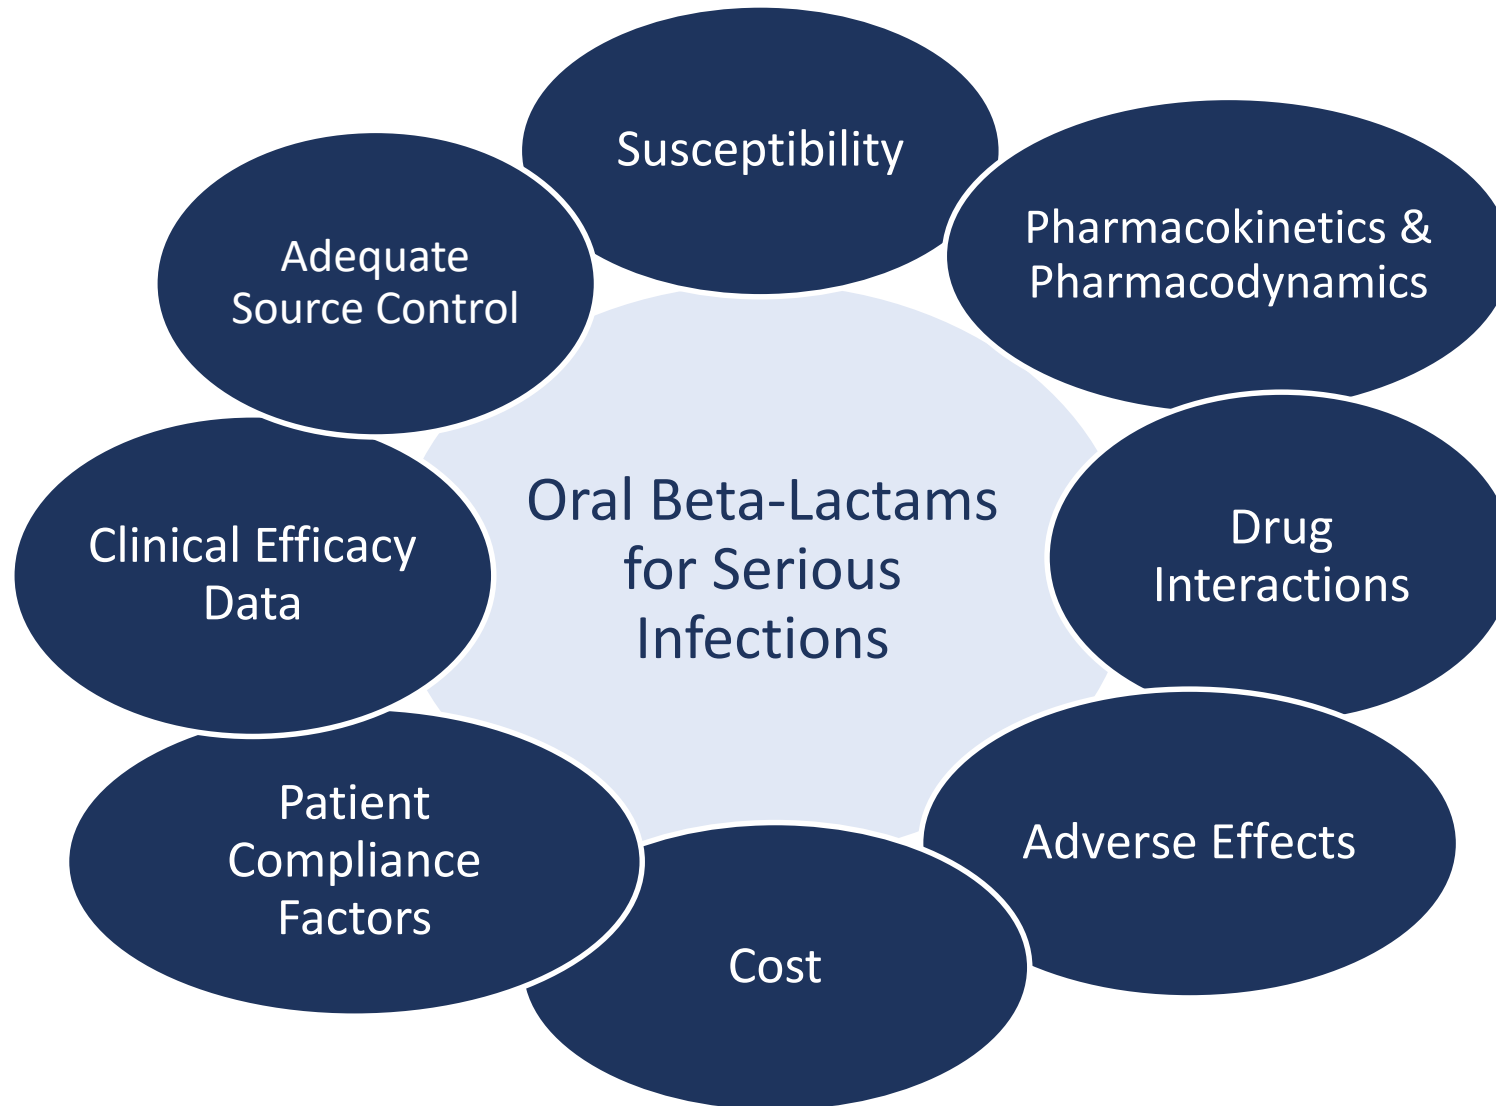 Susceptibility
Pharmacokinetics &
Pharmacodynamics
Adequate
Source Control
Oral Beta-Lactams
for Serious
Infections
Drug
Interactions
Clinical Efficacy
Data
Adverse Effects
Patient
Compliance
Factors
Cost